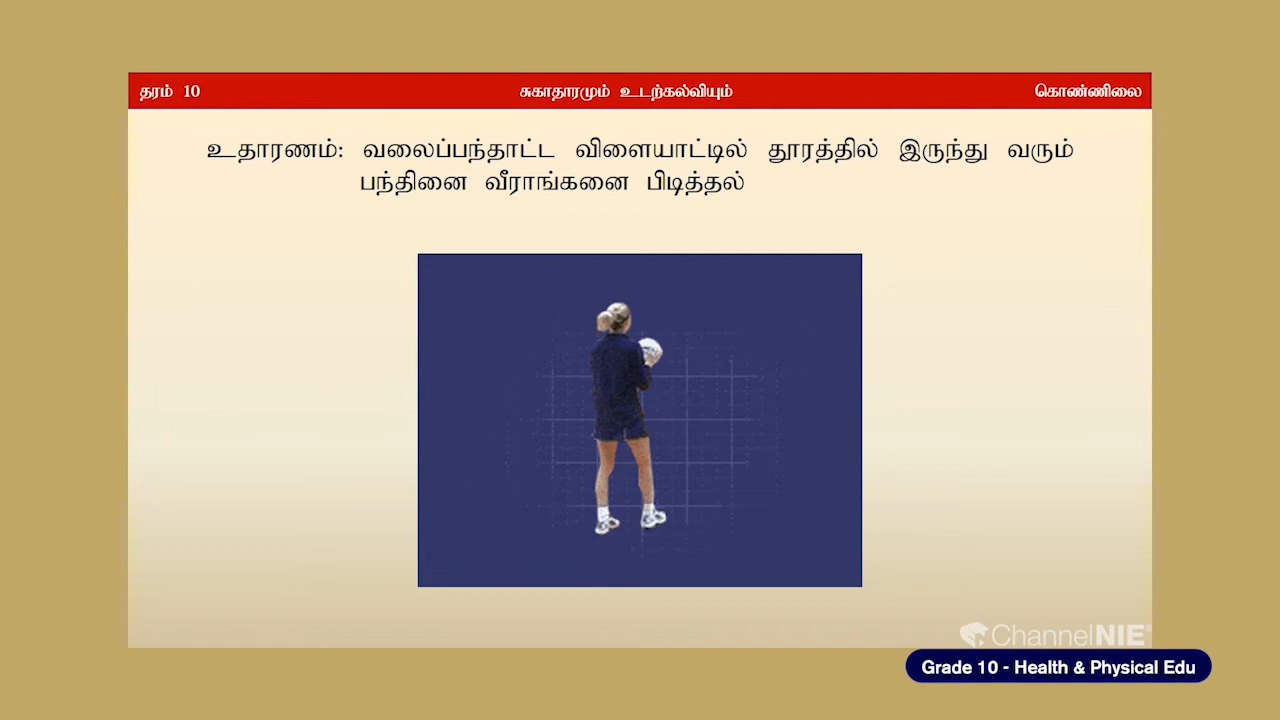 தரம் 10 சுகாதாரமும் உடற்கல்வியும் கொண்ணிலை
உதாரணம்: வலைப்பந்தாட்ட விளையாட்டில் தூரத்தில் இருந்து வரும்
பந்தினை வீராங்கனை பிடித்தல்
ChannelNIE
Grade 10 - Health & Physical Edu